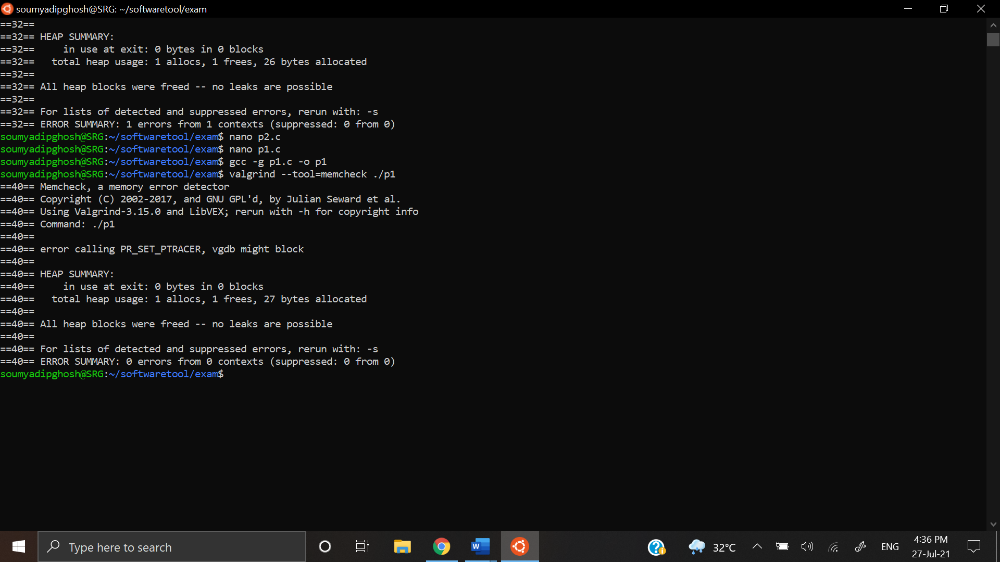 soumyadipghosh@SRG: ~/softwaretool/exam
==32==
==32== HEAP SUMMARY:
==32==     in use at exit: 0 bytes in 0 blocks
==32==   total heap usage: 1 allocs, 1 frees, 26 bytes allocated
==32==
==32== All heap blocks were freed -- no leaks are possible
==32==
==32== For lists of detected and suppressed errors, rerun with: -s
==32== ERROR SUMMARY: 1 errors from 1 contexts (suppressed: 0 from 0)
soumyadipghosh@SRG:~/softwaretool/exam$ nano p2.c
soumyadipghosh@SRG:~/softwaretool/exam$ nano p1.c
soumyadipghosh@SRG:~/softwaretool/exam$ gcc -g p1.c -o p1
soumyadipghosh@SRG:~/softwaretool/exam$ valgrind --tool=memcheck ./p1
==40== Memcheck, a memory error detector
==40== Copyright (C) 2002-2017, and GNU GPL'd, by Julian Seward et al.
==40== Using Valgrind-3.15.0 and LibVEX; rerun with -h for copyright info
==40== Command: ./p1
==40==
==40== error calling PR_SET_PTRACER, vgdb might block
==40==
==40== HEAP SUMMARY:
==40==     in use at exit: 0 bytes in 0 blocks
==40==   total heap usage: 1 allocs, 1 frees, 27 bytes allocated
==40==
==40== All heap blocks were freed -- no leaks are possible
==40==
==40== For lists of detected and suppressed errors, rerun with: -s
==40== ERROR SUMMARY: 0 errors from 0 contexts (suppressed: 0 from 0)
soumyadipghosh@SRG:~/softwaretool/exam$
Type here to search
W
32°C
ENG
4:36 PM
27-Jul-21